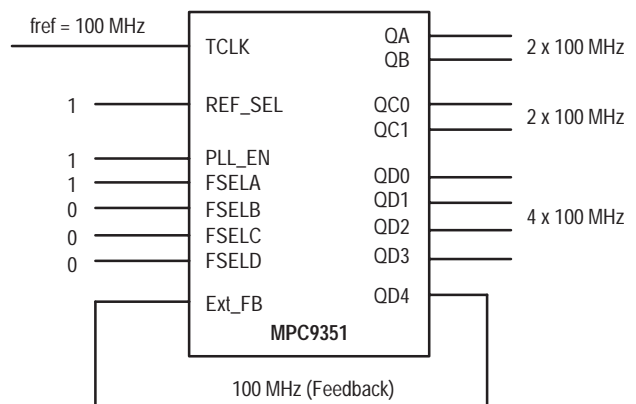 fref = 100 MHz
TCLK
QA
QB
2 x 100 MHz
1
REF_SEL
QC0
QC1
2 x 100 MHz
1
PLL_EN
1
FSELA
0
FSELB
0
FSELC
0
FSELD
QD0
QD1
QD2
QD3
4 x 100 MHz
Ext_FB
QD4
MPC9351
100 MHz (Feedback)